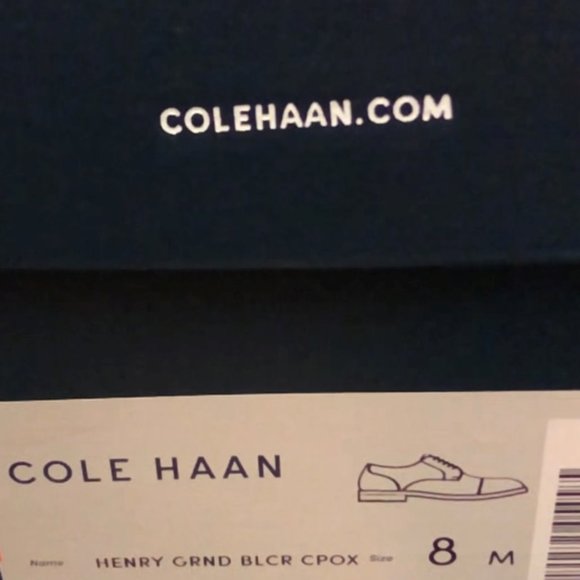 COLEHAAN.COM
COLE HAAN
Name HENRY GRND BLCR CPOX Size 8 M